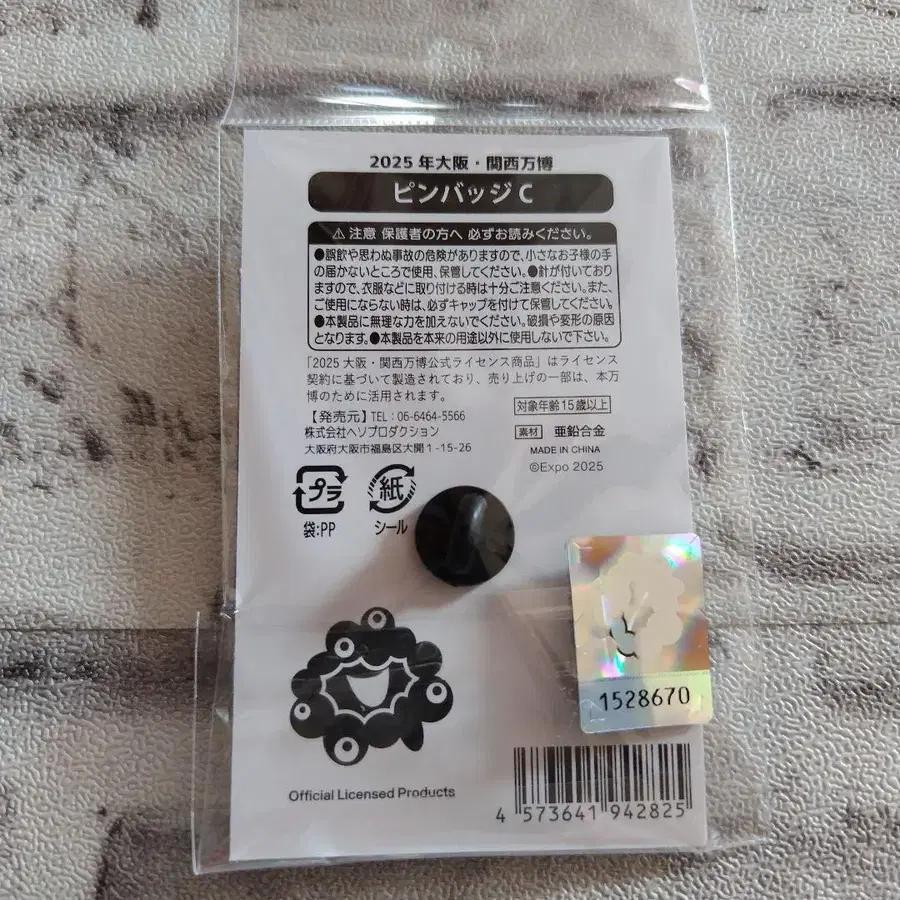 2025 年大阪・関西万博
ピンバッジ C
⚠ 注意 保護者の方へ 必ずお読みください。
●誤飲や思わぬ事故の危険がありますので、小さなお子様の手
の届かないところで使用、保管してください。●針が付いており
ますので、衣服などに取り付ける時は十分ご注意ください。また、
ご使用にならない時は、必ずキャップを付けて保管してください。
●本製品に無理な力を加えないでください。破損や変形の原因
となります。●本製品を本来の用途以外に使用しないで下さい。
「2025 大阪・関西万博公式ライセンス商品」はライセンス
契約に基づいて製造されており、売り上げの一部は、本万
博のために活用されます。
対象年齢15歳以上
【発売元】TEL：06-6464-5566
株式会社ヘソプロダクション
大阪府大阪市福島区大開 1-15-26
素材 亜鉛合金
MADE IN CHINA
©Expo 2025
プラ
袋:PP
紙
シール
1528670
Official Licensed Products
4 573641 942825